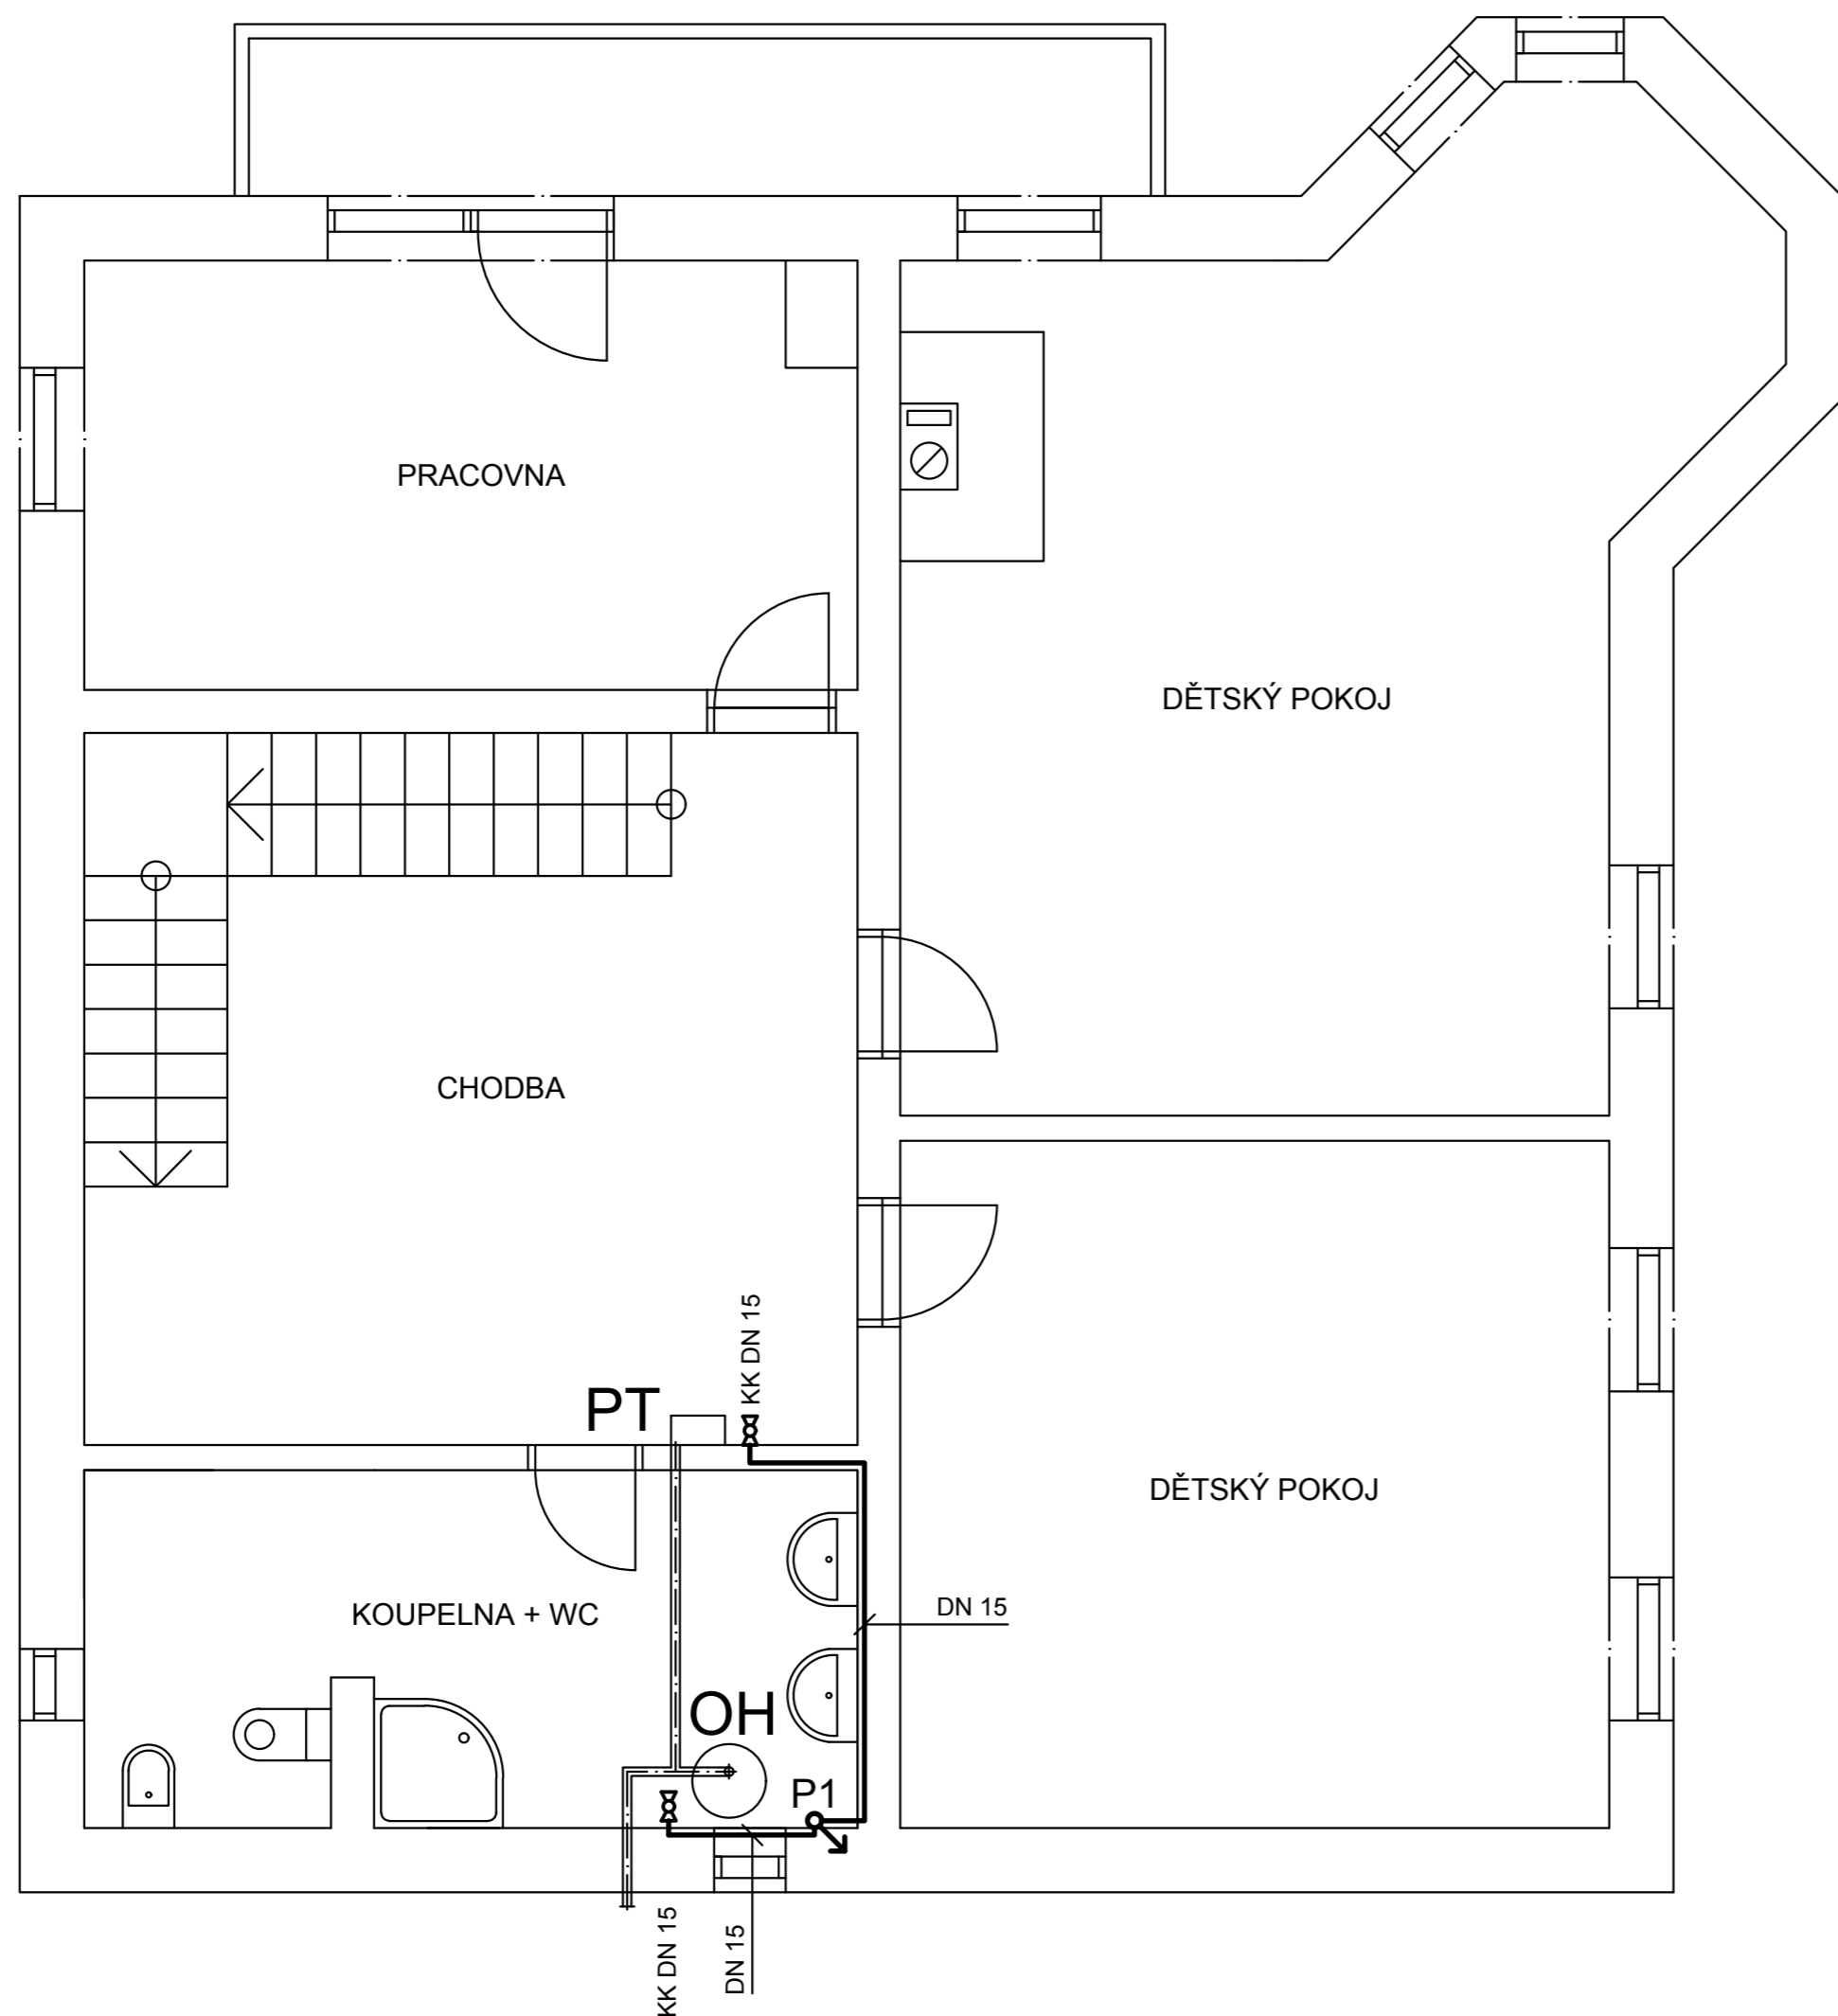 PRACOVNA
DĚTSKÝ POKOJ
CHODBA
KK DN 15
PT
DĚTSKÝ POKOJ
KOUPELNA + WC
DN 15
OH
P1
KK DN 15
DN 15